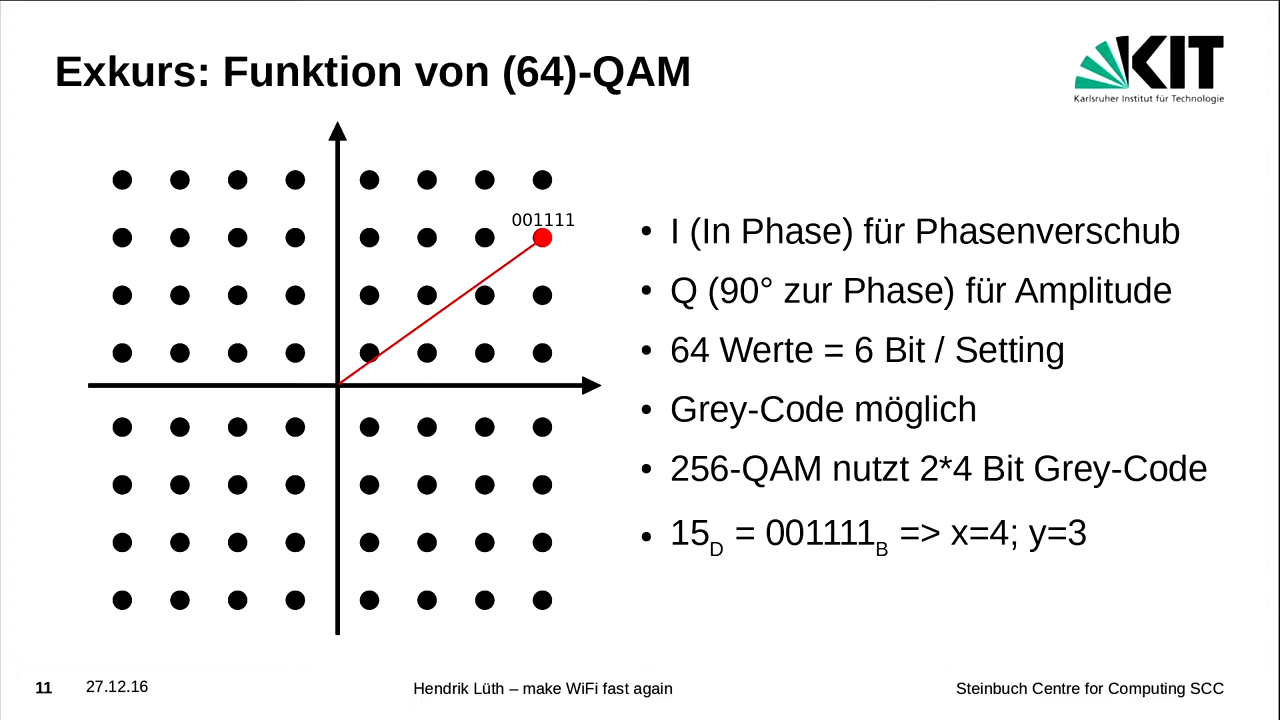 Exkurs: Funktion von (64)-QAM
KIT
Karlsruher Institut für Technologie
001111
• I (In Phase) für Phasenverschub
• Q (90° zur Phase) für Amplitude
• 64 Werte = 6 Bit / Setting
• Grey-Code möglich
• 256-QAM nutzt 2*4 Bit Grey-Code
• 15D = 001111B => x=4; y=3
11 27.12.16 Hendrik Lüth – make WiFi fast again Steinbuch Centre for Computing SCC